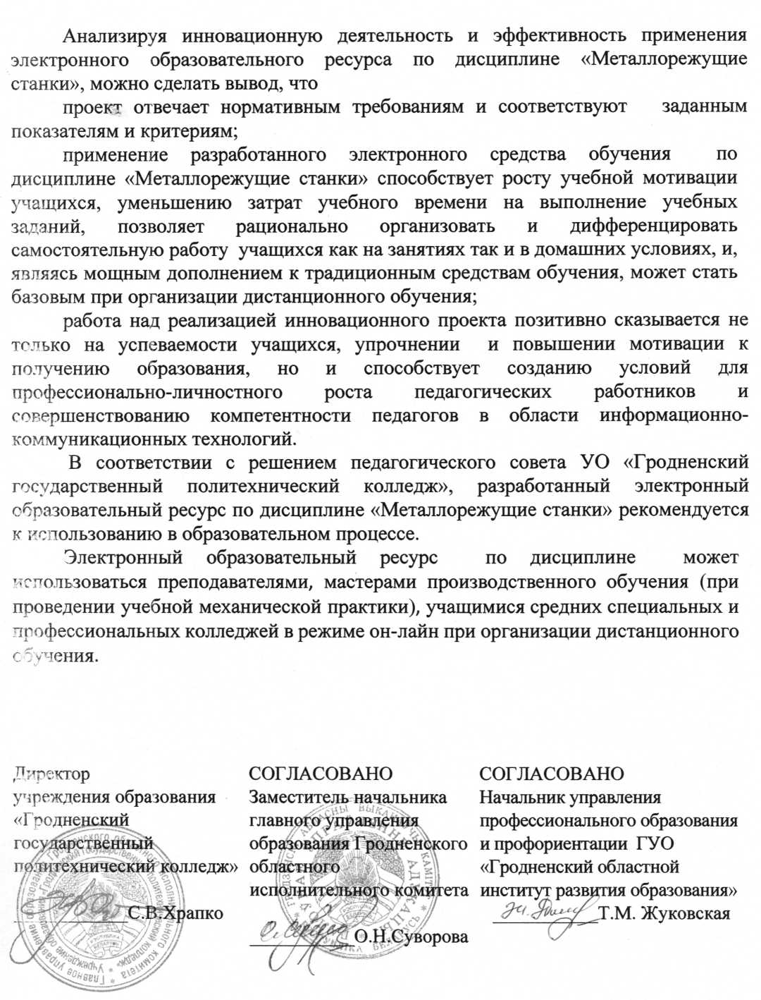 Анализируя инновационную деятельность и эффективность применения
электронного образовательного ресурса по дисциплине «Металлорежущие
станки», можно сделать вывод, что
проект отвечает нормативным требованиям и соответствуют заданным
показателям и критериям;
применение разработанного электронного средства обучения по
дисциплине «Металлорежущие станки» способствует росту учебной мотивации
учащихся, уменьшению затрат учебного времени на выполнение учебных
заданий, позволяет рационально организовать и дифференцировать
самостоятельную работу учащихся как на занятиях так и в домашних условиях, и,
являясь мощным дополнением к традиционным средствам обучения, может стать
базовым при организации дистанционного обучения;
работа над реализацией инновационного проекта позитивно сказывается не
только на успеваемости учащихся, упрочнении и повышении мотивации к
получению образования, но и способствует созданию условий для
профессионально-личностного роста педагогических работников и
совершенствованию компетентности педагогов в области информационно-
коммуникационных технологий.
В соответствии с решением педагогического совета УО «Гродненский
государственный политехнический колледж», разработанный электронный
образовательный ресурс по дисциплине «Металлорежущие станки» рекомендуется
к использованию в образовательном процессе.
Электронный образовательный ресурс по дисциплине может
использоваться преподавателями, мастерами производственного обучения (при
проведении учебной механической практики), учащимися средних специальных и
профессиональных колледжей в режиме он-лайн при организации дистанционного
обучения.
Директор
учреждения образования
«Гродненский
государственный
политехнический колледж»
С.В.Храпко
СОГЛАСОВАНО
Заместитель начальника
главного управления
образования Гродненского
областного
исполнительного комитета
О.Н.Суворова
СОГЛАСОВАНО
Начальник управления
профессионального образования
и профориентации ГУО
«Гродненский областной
институт развития образования»
Т.М. Жуковская